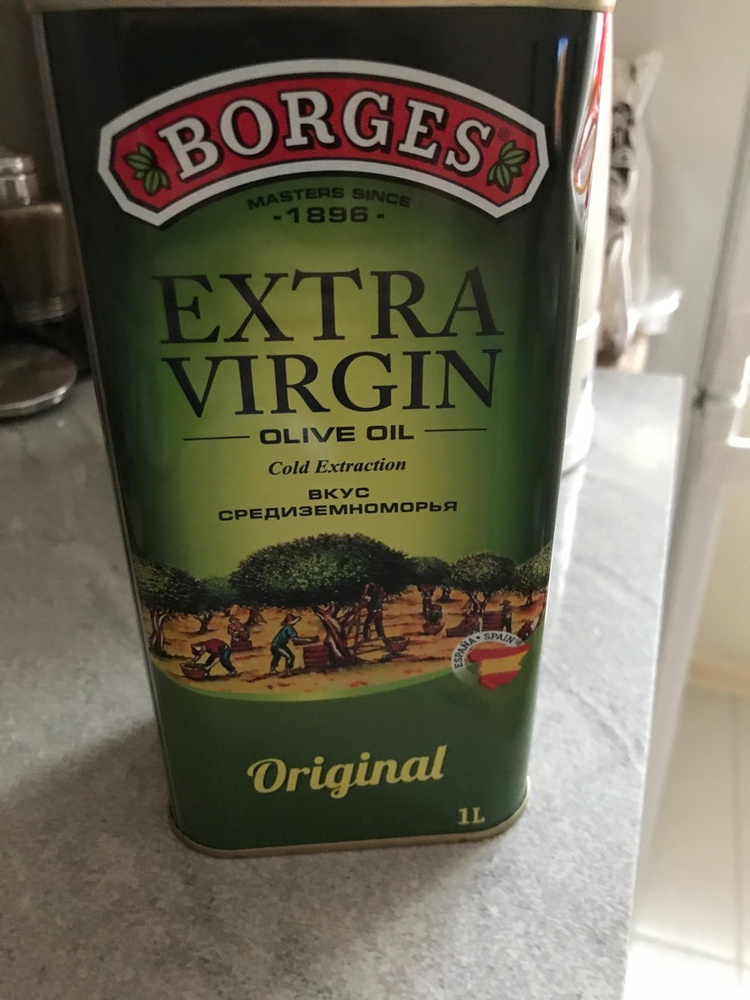 BORGES®
MASTERS SINCE
-1896-
EXTRA
VIRGIN
OLIVE OIL
Cold Extraction
ВКУС
СРЕДИЗЕМНОМОРЬЯ
ESPAÑA • SPAIN
Original
1L